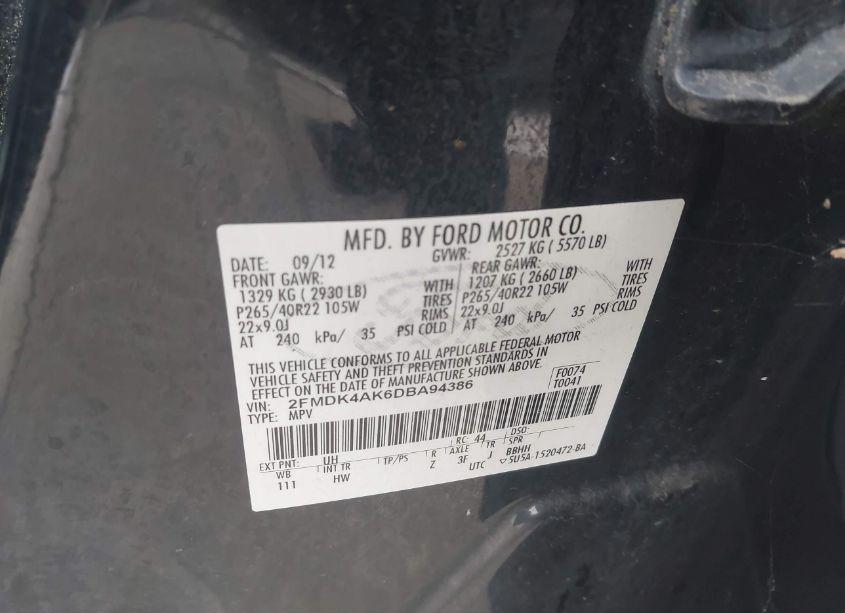 MFD. BY FORD MOTOR CO.
DATE: 09/12 GVWR: 2527 KG ( 5570 LB)
FRONT GAWR: REAR GAWR:
1329 KG ( 2930 LB) WITH 1207 KG ( 2660 LB) WITH
P265/40R22 105W TIRES P265/40R22 105W TIRES
22x9.0J RIMS 22x9.0J RIMS
AT 240 kPa/ 35 PSI COLD AT 240 kPa/ 35 PSI COLD
THIS VEHICLE CONFORMS TO ALL APPLICABLE FEDERAL MOTOR
VEHICLE SAFETY AND THEFT PREVENTION STANDARDS IN
EFFECT ON THE DATE OF MANUFACTURE SHOWN ABOVE.
F0074
VIN: 2FMDK4AK6DBA94386 T0041
TYPE: MPV
RC: 44 DSO:
EXT PNT: UH
WB INT TR TP/PS R AXLE TR SPR
111 HW Z 3F J BBHH
UTC ▽5U5A-1520472-BA